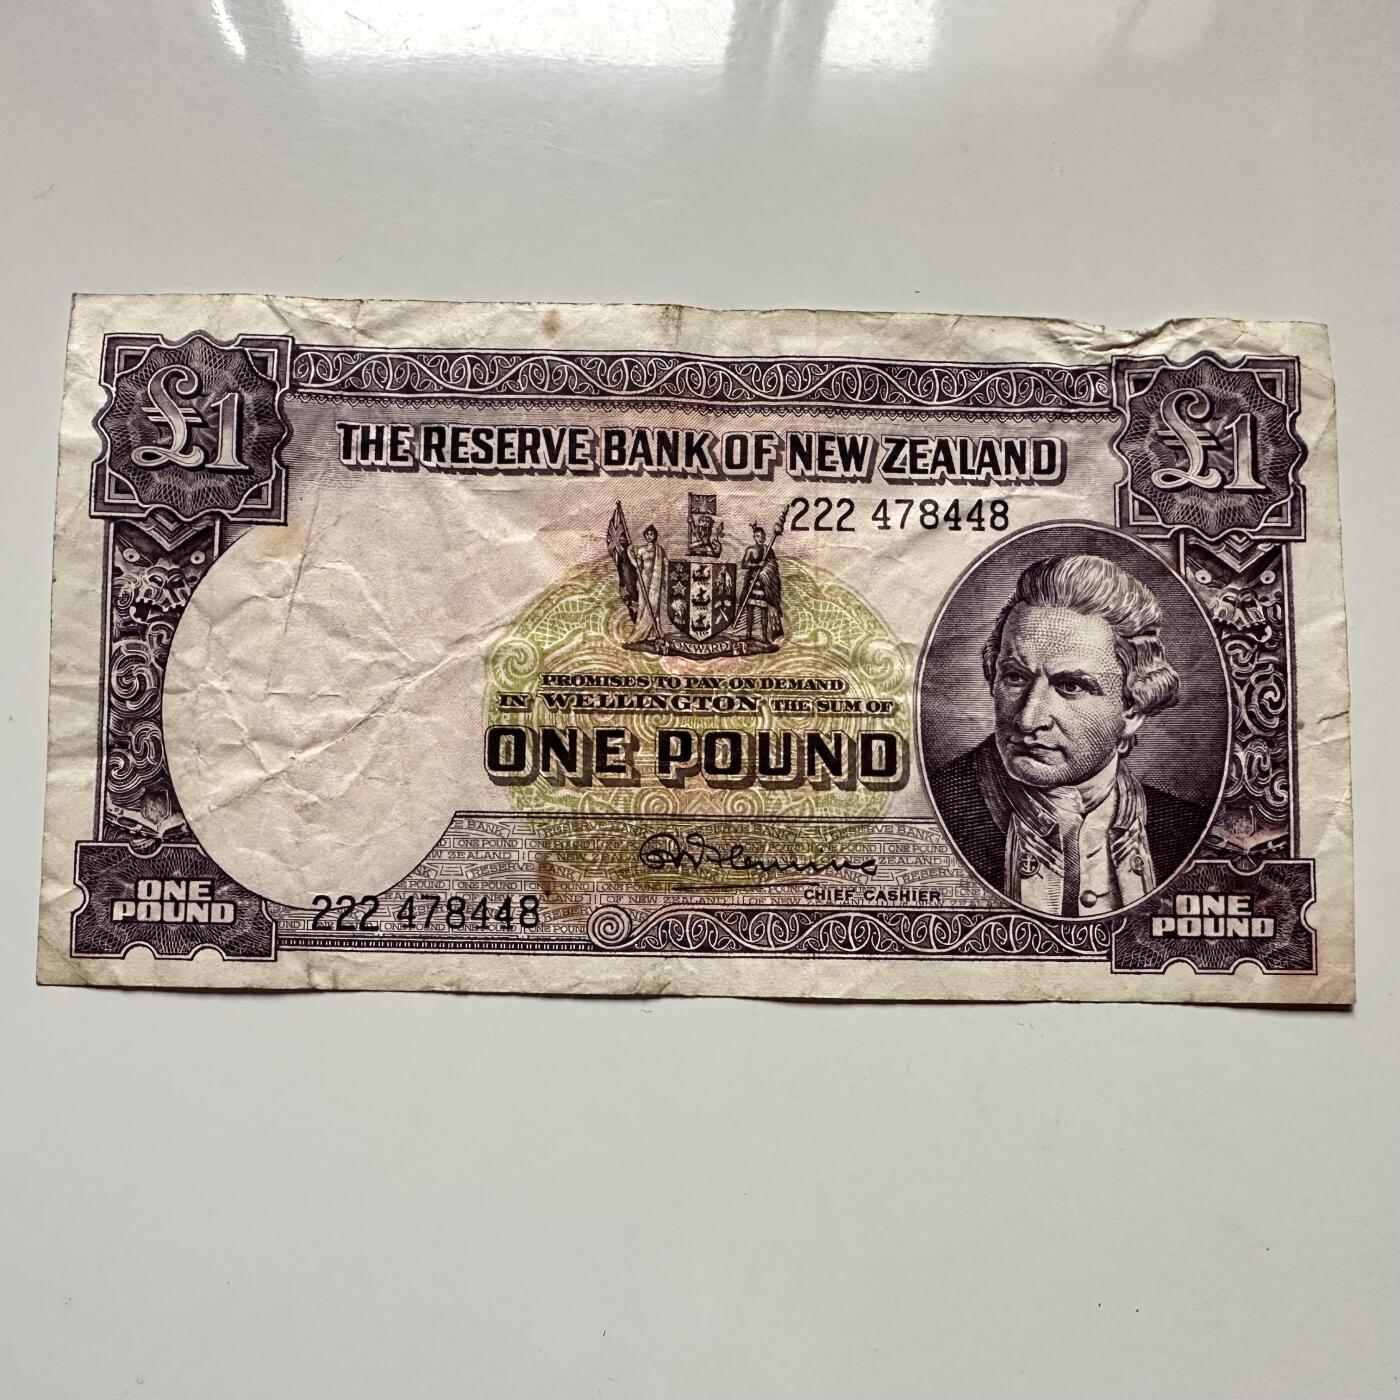 £1 £1
THE RESERVE BANK OF NEW ZEALAND
222 478448
ONWARD
PROMISES TO PAY ON DEMAND
IN WELLINGTON THE SUM OF
ONE POUND
R N Fleming
CHIEF CASHIER
222 478448
ONE
POUND
ONE
POUND